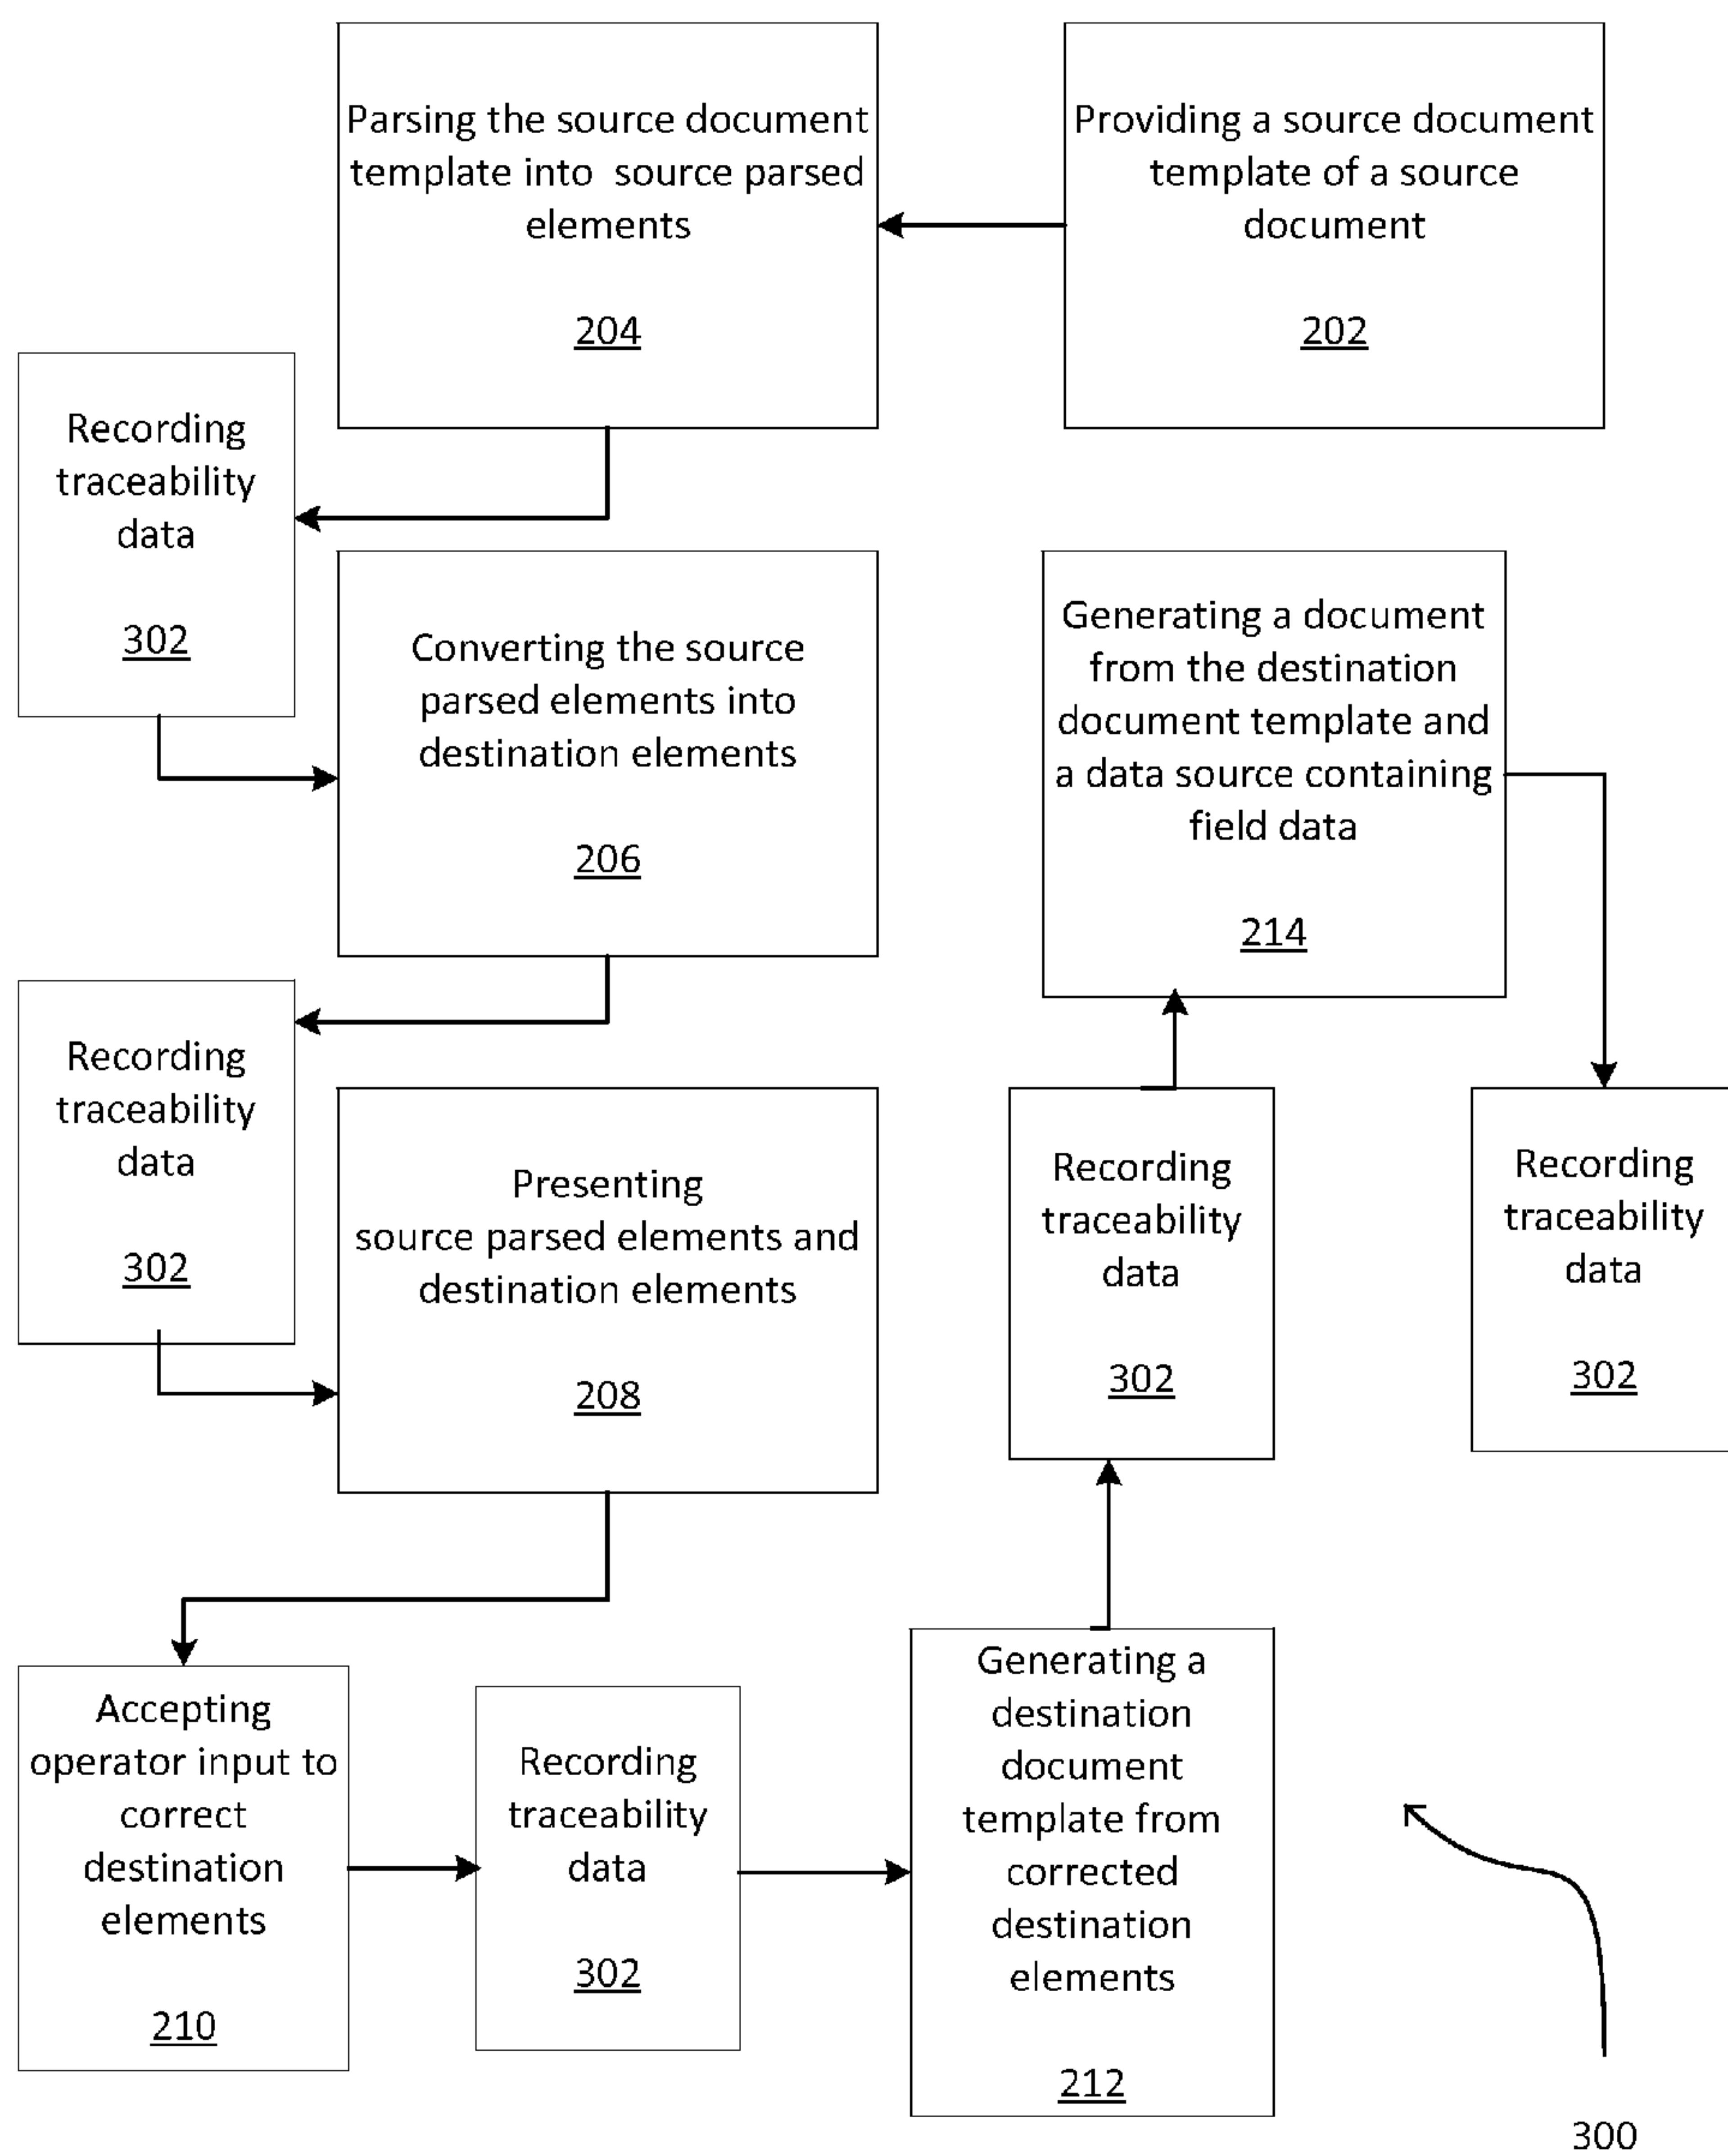 Providing a source document
template of a source
document
202
Parsing the source document
template into source parsed
elements
204
Recording
traceability
data
302
Converting the source
parsed elements into
destination elements
206
Recording
traceability
data
302
Presenting
source parsed elements and
destination elements
208
Accepting
operator input to
correct
destination
elements
210
Recording
traceability
data
302
Generating a
destination
document
template from
corrected
destination
elements
212
Recording
traceability
data
302
Generating a document
from the destination
document template and
a data source containing
field data
214
Recording
traceability
data
302
300